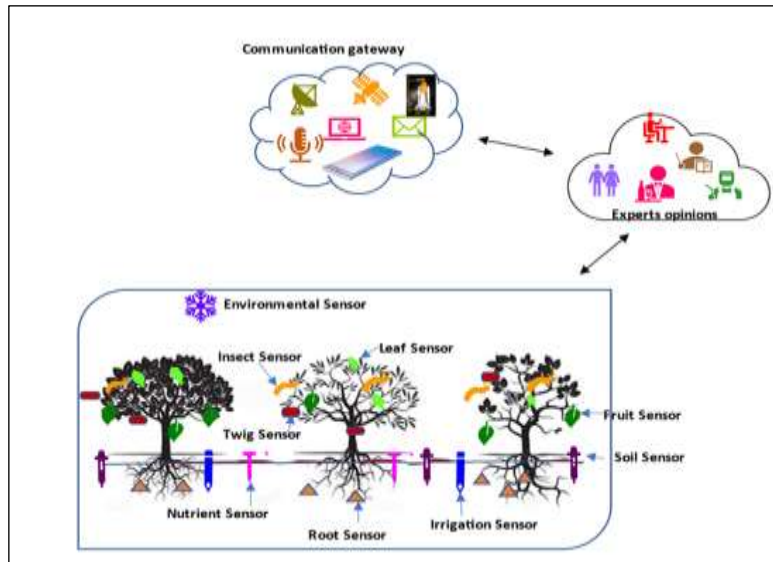 Communication gateway
Experts opinions
Environmental Sensor
Leaf Sensor
Insect Sensor
Fruit Sensor
Twig Sensor
Soil Sensor
Nutrient Sensor
Irrigation Sensor
Root Sensor